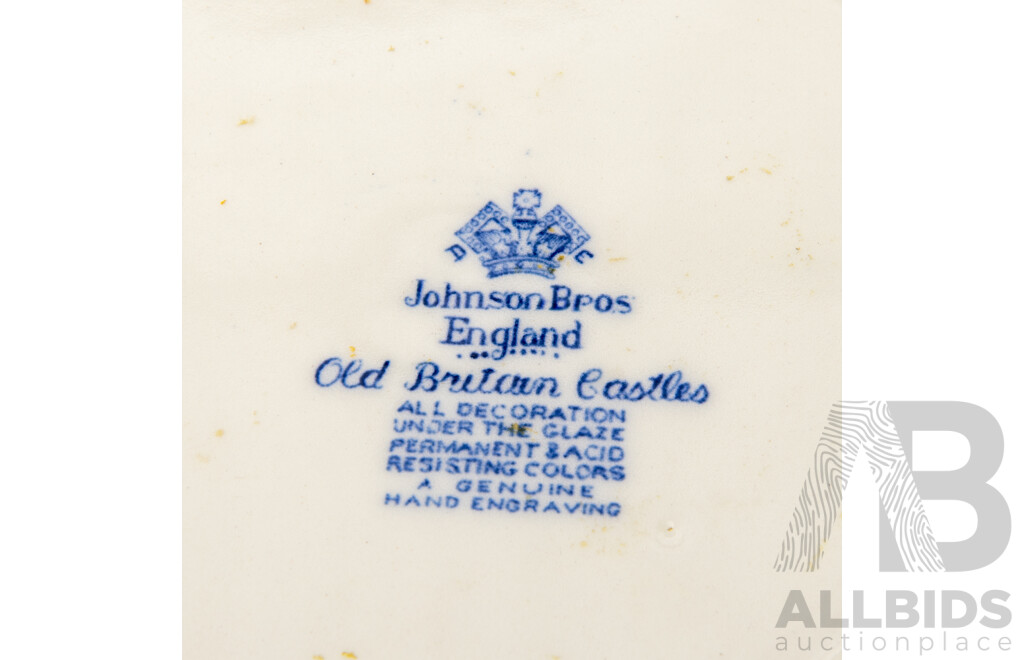 D E
Johnson Bros
England
Old Britain Castles
ALL DECORATION
UNDER THE GLAZE
PERMANENT & ACID
RESISTING COLORS
A GENUINE
HAND ENGRAVING
AB
ALLBIDS
auctionplace